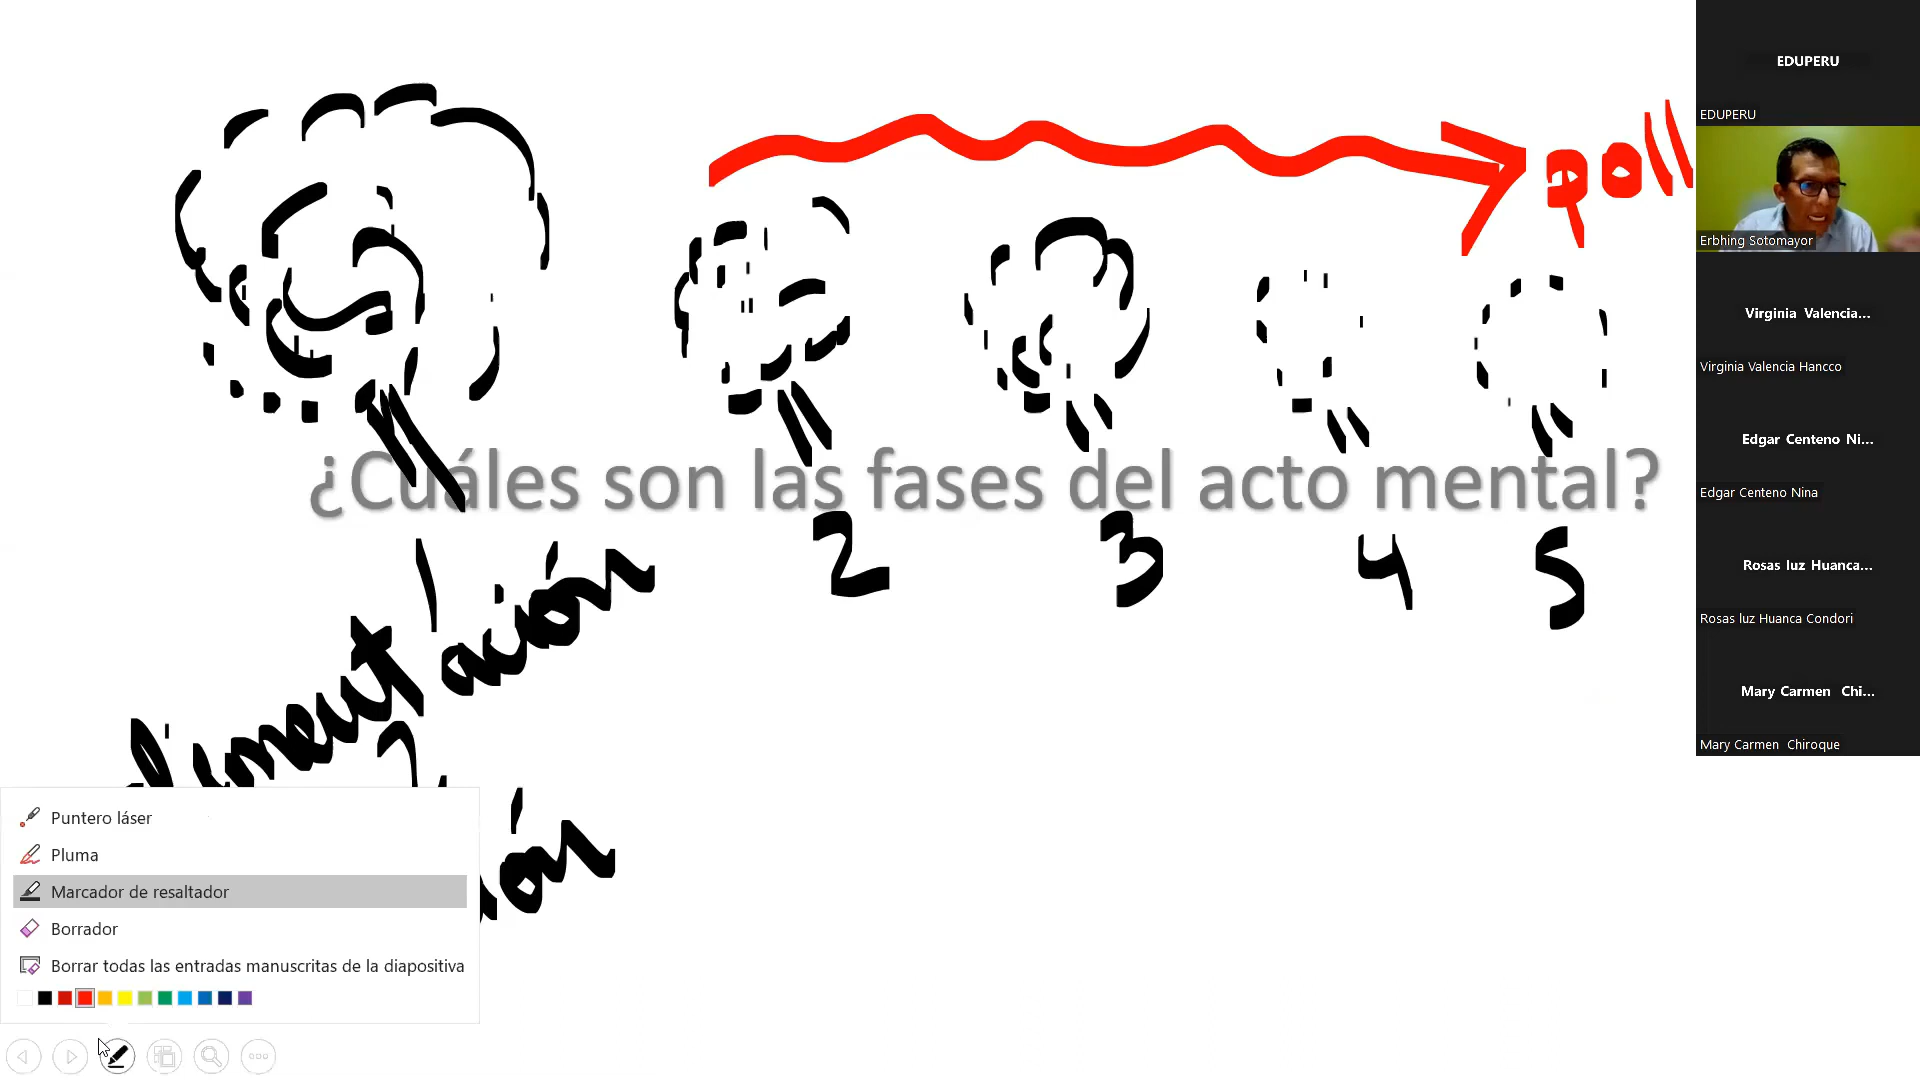 EDUPERU
EDUPERU
Erbhing Sotomayor
Virginia Valencia...
Virginia Valencia Hancco
Edgar Centeno Ni...
Edgar Centeno Nina
Rosas luz Huanca...
Rosas luz Huanca Condori
Mary Carmen Chi...
Mary Carmen Chiroque
¿Cuáles son las fases del acto mental?
1 2 3 4 5
Puntero láser
Pluma
Marcador de resaltador
Borrador
Borrar todas las entradas manuscritas de la diapositiva